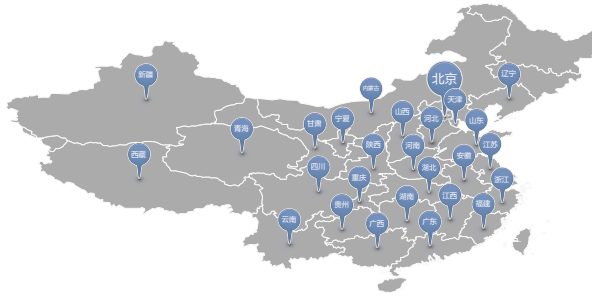 北京
新疆
辽宁
内蒙古
天津
山西
河北
山东
宁夏
甘肃
青海
陕西
河南
江苏
西藏
安徽
四川
湖北
重庆
浙江
江西
湖南
贵州
福建
云南
广西
广东